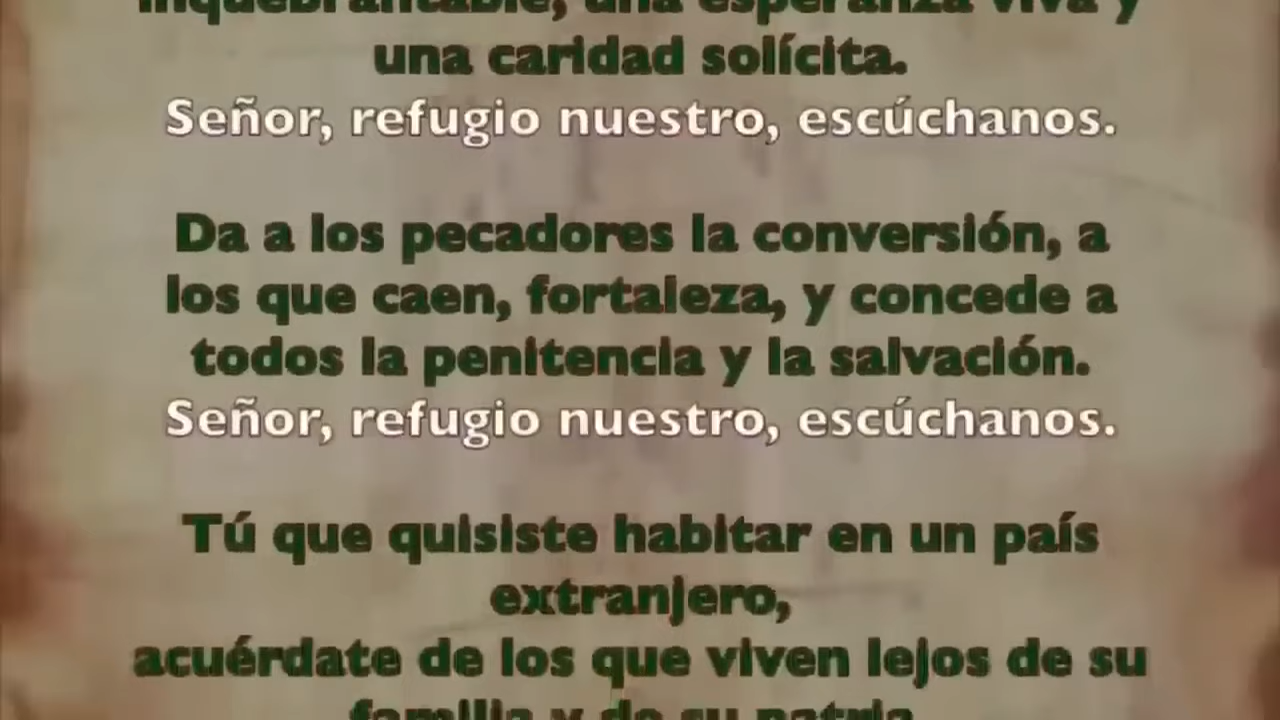 inquebrantable, una esperanza viva y
una caridad solícita.
Señor, refugio nuestro, escúchanos.
Da a los pecadores la conversión, a
los que caen, fortaleza, y concede a
todos la penitencia y la salvación.
Señor, refugio nuestro, escúchanos.
Tú que quisiste habitar en un país
extranjero,
acuérdate de los que viven lejos de su
familia y de su patria